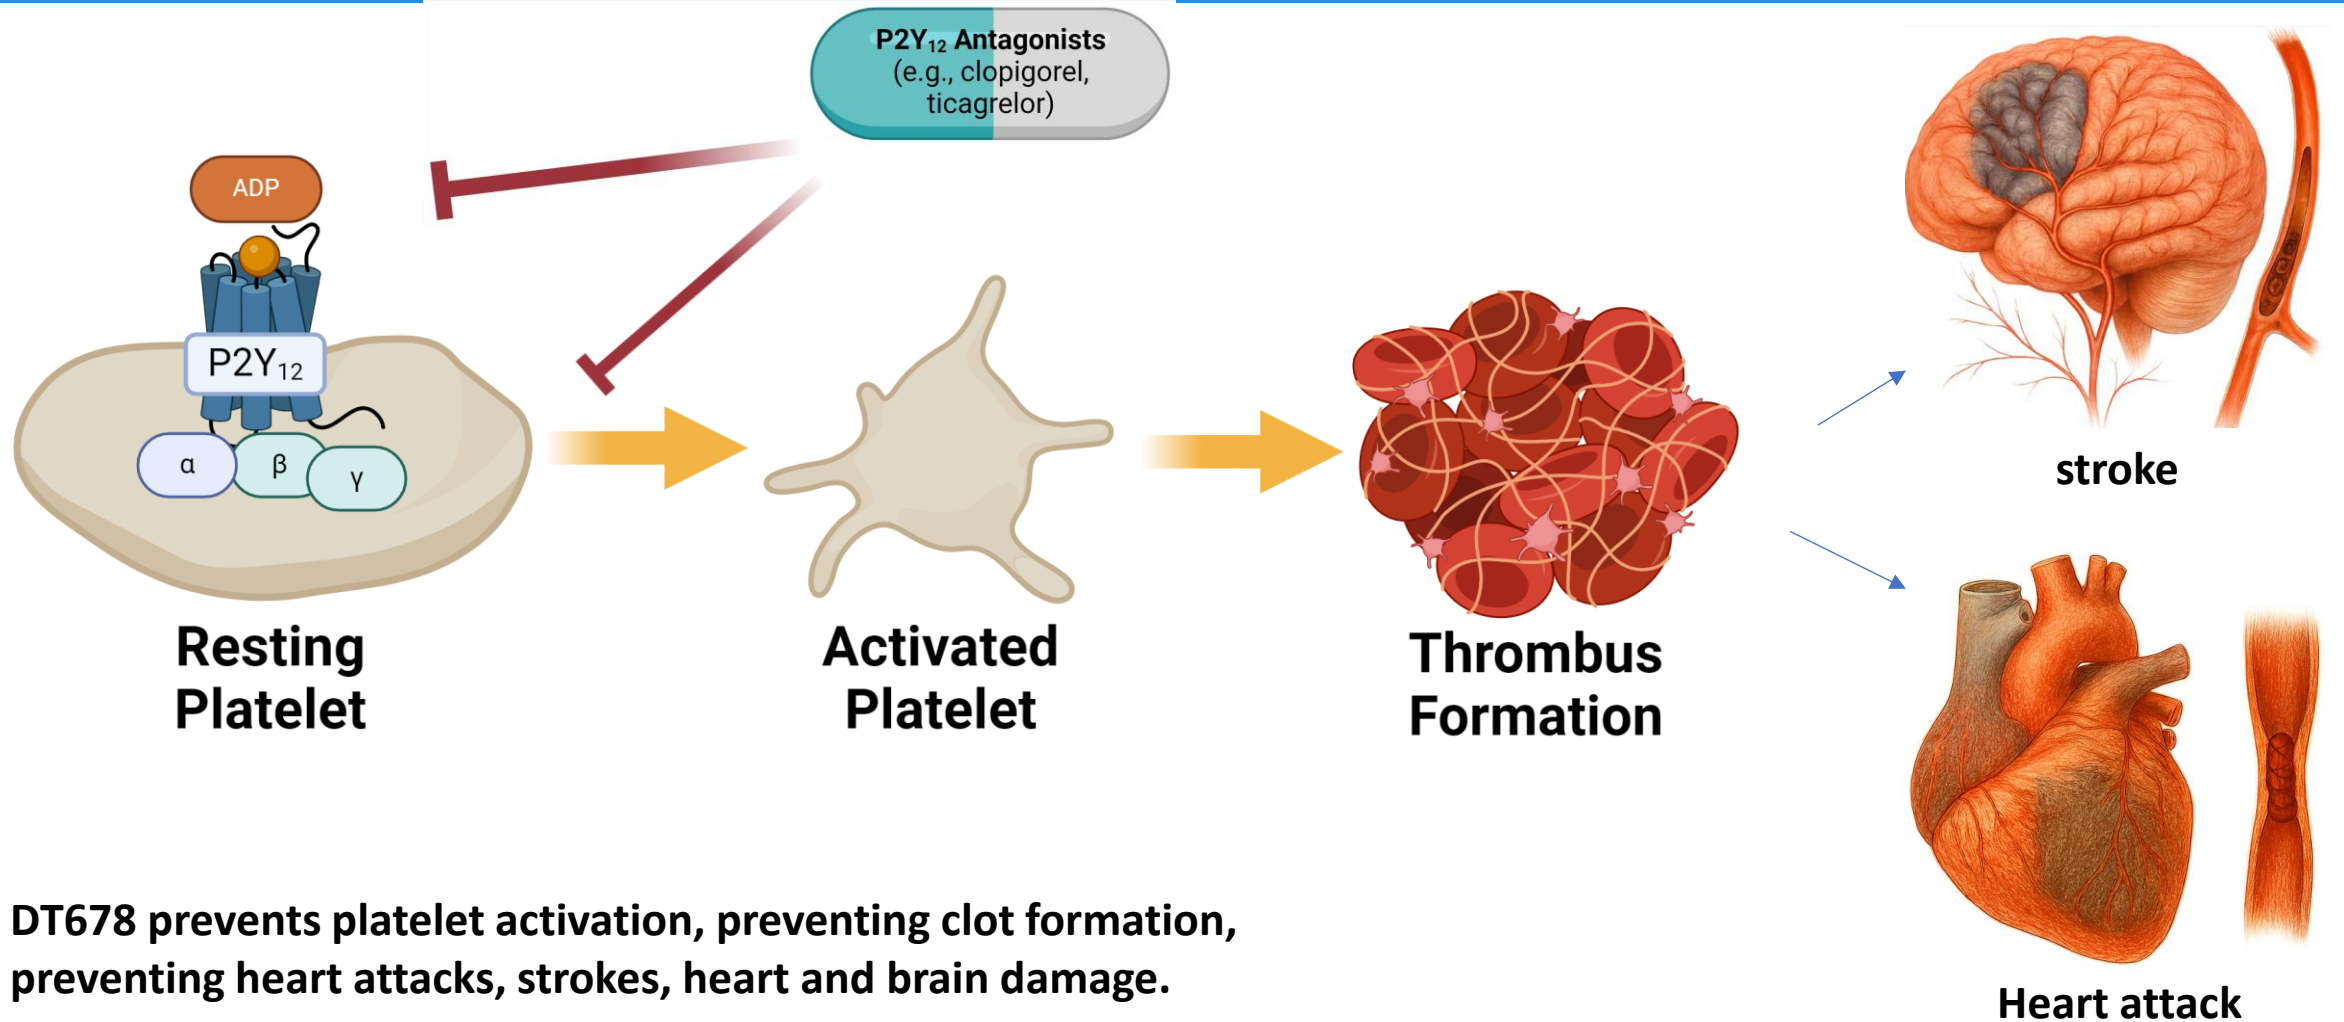 P2Y₁₂ Antagonists
(e.g., clopigorel,
ticagrelor)
ADP
P2Y₁₂
α
β
γ
Resting
Platelet
Activated
Platelet
Thrombus
Formation
stroke
Heart attack
DT678 prevents platelet activation, preventing clot formation,
preventing heart attacks, strokes, heart and brain damage.